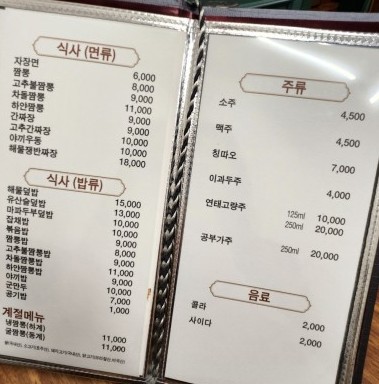 식사 (면류)
자장면 6,000
짬뽕 8,000
고추불짬뽕 9,000
차돌짬뽕 11,000
하얀짬뽕 9,000
간짜장 9,000
고추간짜장 10,000
야끼우동 10,000
해물쟁반짜장 18,000
식사 (밥류)
해물덮밥 15,000
유산슬덮밥 13,000
마파두부덮밥 10,000
잡채밥 10,000
볶음밥 9,000
짬뽕밥 8,000
고추불짬뽕밥 9,000
차돌짬뽕밥 11,000
하얀짬뽕밥 9,000
야끼밥 10,000
군만두 7,000
공기밥 1,000
계절메뉴
냉짬뽕(하계) 11,000
굴짬뽕(동계) 11,000
주류
소주 4,500
맥주 4,500
칭따오 7,000
이과두주 4,000
연태고량주 125ml 10,000
250ml 20,000
공부가주 250ml 20,000
음료
콜라 2,000
사이다 2,000